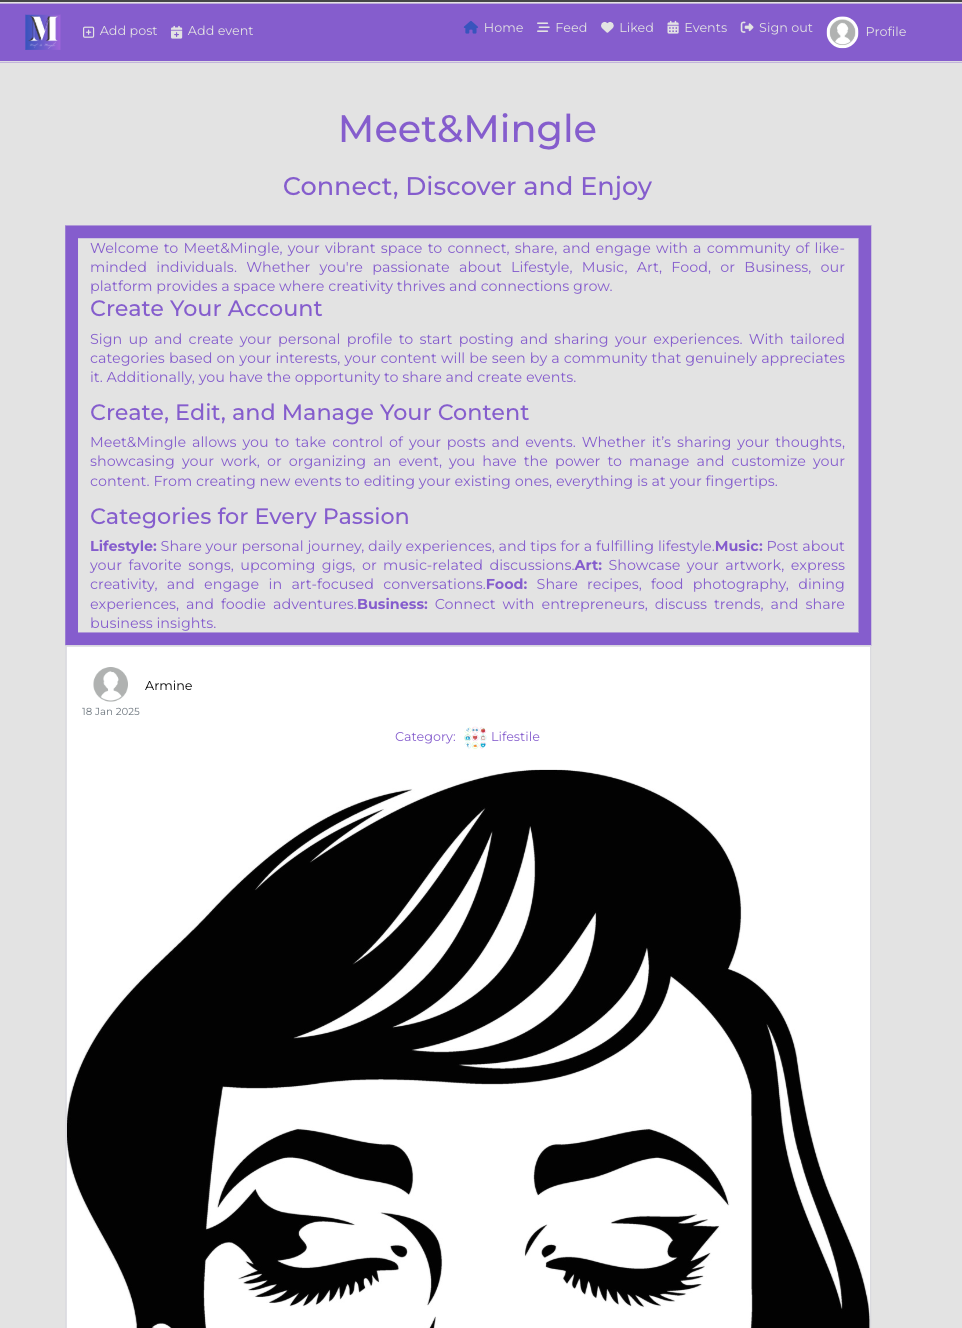 M
Add post
Add event
Home
Feed
Liked
Events
Sign out
Profile
Meet&Mingle
Connect, Discover and Enjoy
Welcome to Meet&Mingle, your vibrant space to connect, share, and engage with a community of like-
minded individuals. Whether you're passionate about Lifestyle, Music, Art, Food, or Business, our
platform provides a space where creativity thrives and connections grow.
Create Your Account
Sign up and create your personal profile to start posting and sharing your experiences. With tailored
categories based on your interests, your content will be seen by a community that genuinely appreciates
it. Additionally, you have the opportunity to share and create events.
Create, Edit, and Manage Your Content
Meet&Mingle allows you to take control of your posts and events. Whether it’s sharing your thoughts,
showcasing your work, or organizing an event, you have the power to manage and customize your
content. From creating new events to editing your existing ones, everything is at your fingertips.
Categories for Every Passion
Lifestyle: Share your personal journey, daily experiences, and tips for a fulfilling lifestyle.Music: Post about
your favorite songs, upcoming gigs, or music-related discussions.Art: Showcase your artwork, express
creativity, and engage in art-focused conversations.Food: Share recipes, food photography, dining
experiences, and foodie adventures.Business: Connect with entrepreneurs, discuss trends, and share
business insights.
Armine
18 Jan 2025
Category: Lifestile